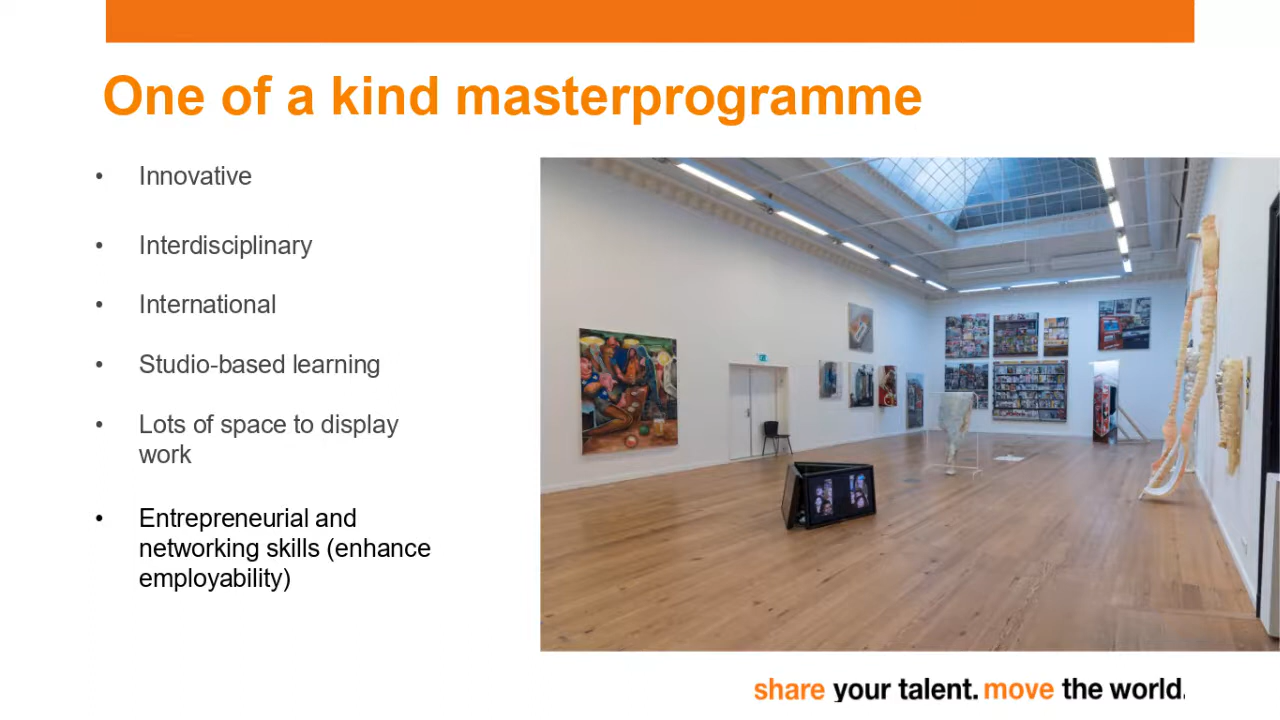 One of a kind masterprogramme
• Innovative
• Interdisciplinary
• International
• Studio-based learning
• Lots of space to display
work
• Entrepreneurial and
networking skills (enhance
employability)
share your talent. move the world.